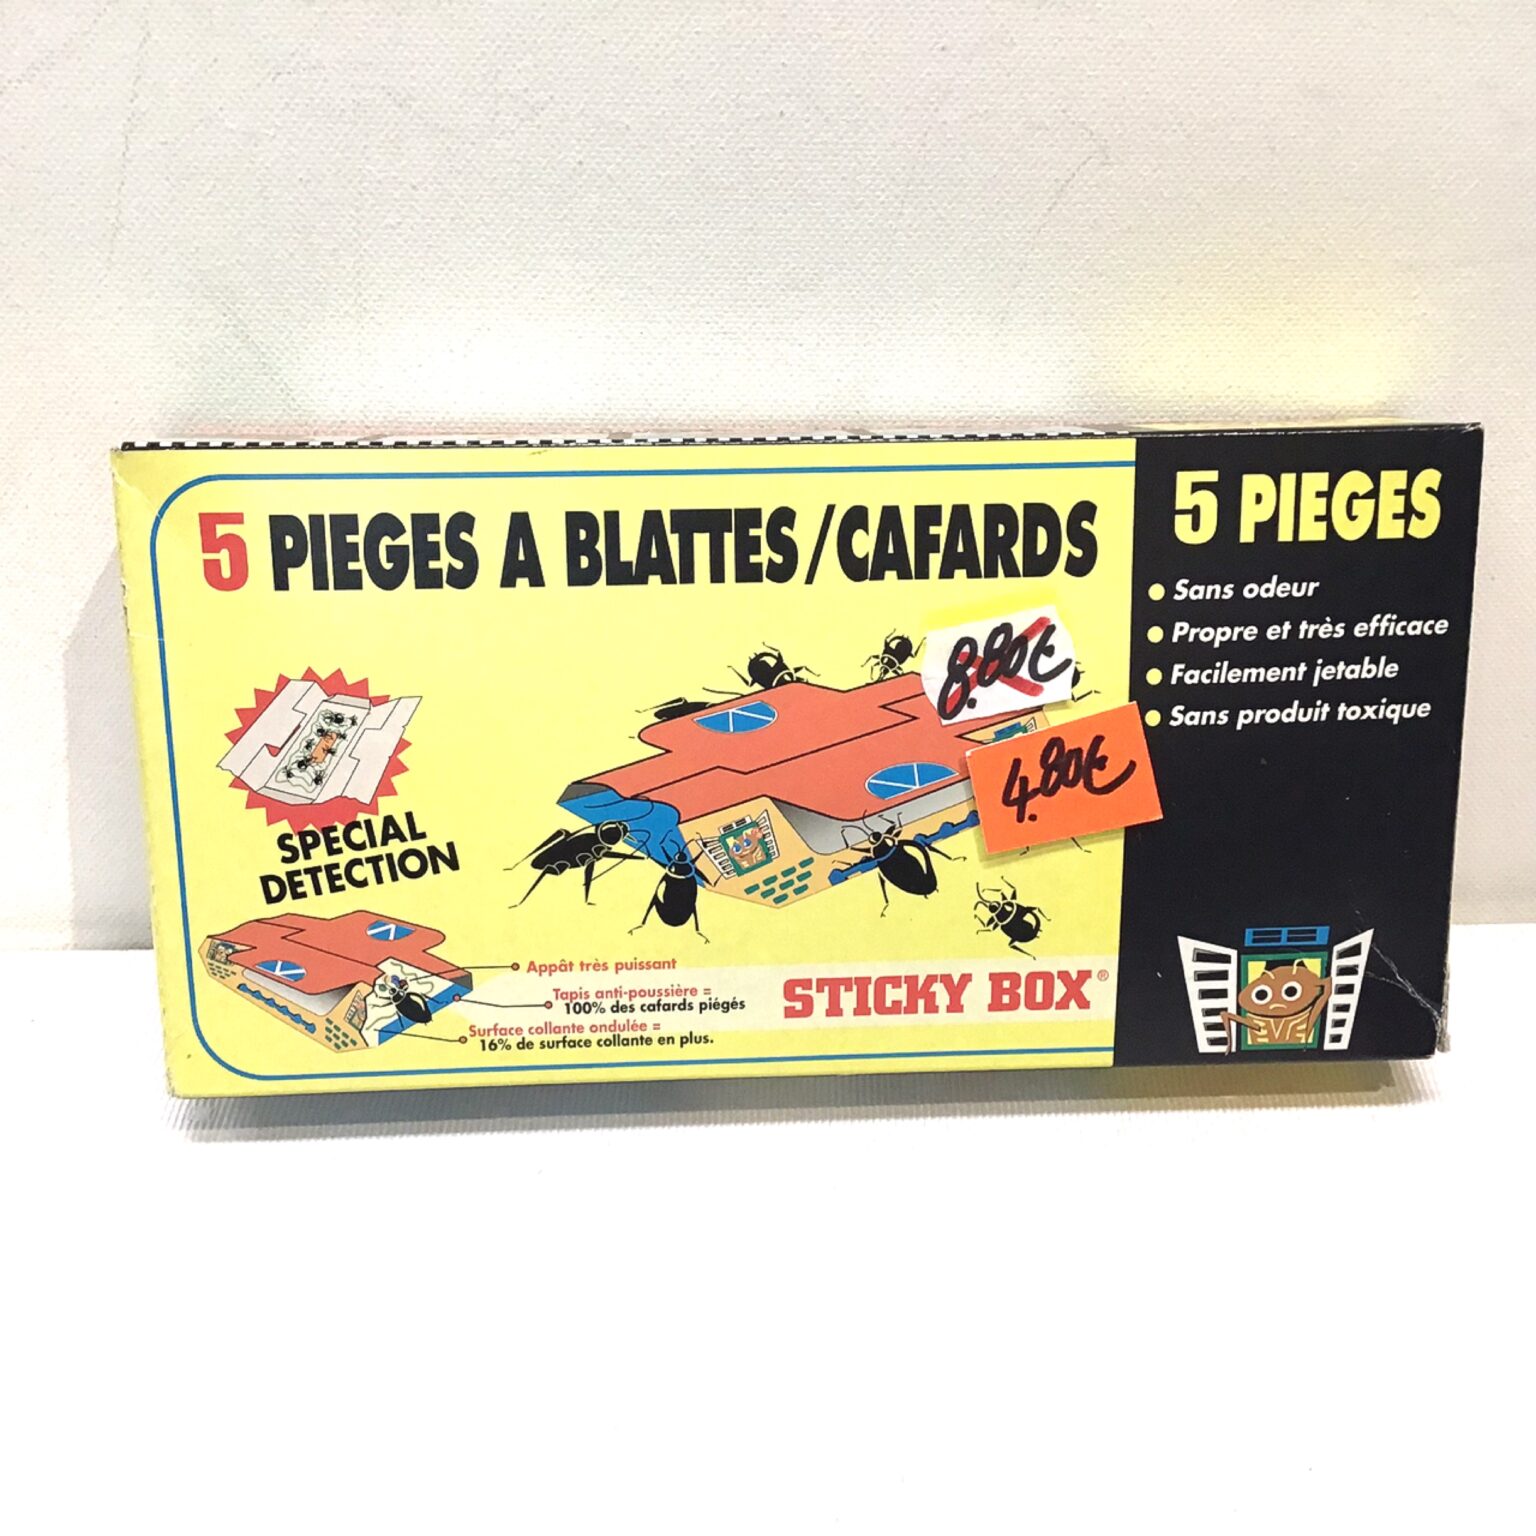 5 PIEGES A BLATTES/CAFARDS
5 PIEGES
Sans odeur
Propre et très efficace
Facilement jetable
Sans produit toxique
8.80€
4.80€
SPECIAL
DETECTION
Appât très puissant
Tapis anti-poussière =
100% des cafards piégés
Surface collante ondulée =
16% de surface collante en plus.
STICKY BOX®